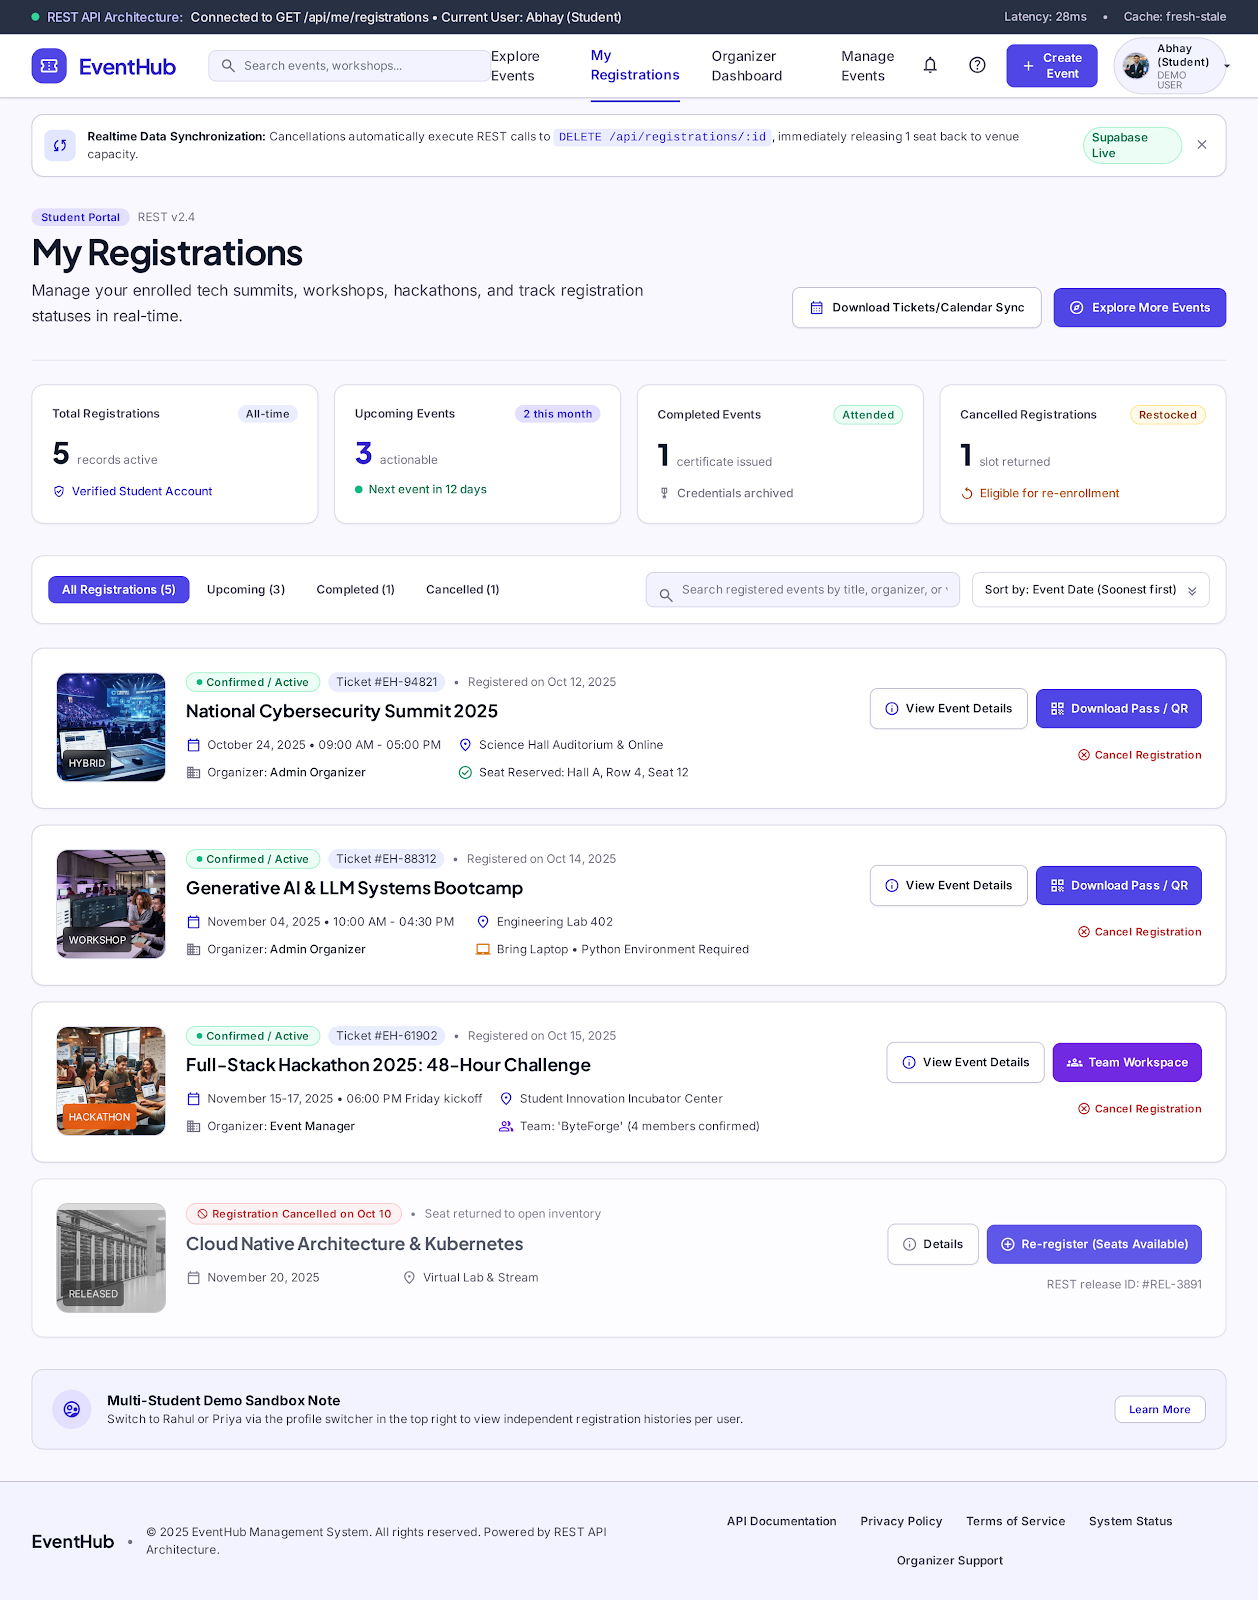 REST API Architecture: Connected to GET /api/me/registrations • Current User: Abhay (Student)
Latency: 28ms • Cache: fresh-stale
EventHub
Search events, workshops...
Explore Events
My Registrations
Organizer Dashboard
Manage Events
Create Event
Abhay (Student)
DEMO USER
Realtime Data Synchronization: Cancellations automatically execute REST calls to DELETE /api/registrations/:id , immediately releasing 1 seat back to venue
capacity.
Supabase Live
Student Portal REST v2.4
My Registrations
Manage your enrolled tech summits, workshops, hackathons, and track registration
statuses in real-time.
Download Tickets/Calendar Sync
Explore More Events
Total Registrations All-time
5 records active
Verified Student Account
Upcoming Events 2 this month
3 actionable
Next event in 12 days
Completed Events Attended
1 certificate issued
Credentials archived
Cancelled Registrations Restocked
1 slot returned
Eligible for re-enrollment
All Registrations (5) Upcoming (3) Completed (1) Cancelled (1)
Search registered events by title, organizer, or
Sort by: Event Date (Soonest first)
HYBRID
Confirmed / Active Ticket #EH-94821 • Registered on Oct 12, 2025
National Cybersecurity Summit 2025
October 24, 2025 • 09:00 AM - 05:00 PM Science Hall Auditorium & Online
Organizer: Admin Organizer Seat Reserved: Hall A, Row 4, Seat 12
View Event Details Download Pass / QR
Cancel Registration
WORKSHOP
Confirmed / Active Ticket #EH-88312 • Registered on Oct 14, 2025
Generative AI & LLM Systems Bootcamp
November 04, 2025 • 10:00 AM - 04:30 PM Engineering Lab 402
Organizer: Admin Organizer Bring Laptop • Python Environment Required
View Event Details Download Pass / QR
Cancel Registration
HACKATHON
Confirmed / Active Ticket #EH-61902 • Registered on Oct 15, 2025
Full-Stack Hackathon 2025: 48-Hour Challenge
November 15-17, 2025 • 06:00 PM Friday kickoff Student Innovation Incubator Center
Organizer: Event Manager Team: 'ByteForge' (4 members confirmed)
View Event Details Team Workspace
Cancel Registration
RELEASED
Registration Cancelled on Oct 10 • Seat returned to open inventory
Cloud Native Architecture & Kubernetes
November 20, 2025 Virtual Lab & Stream
Details Re-register (Seats Available)
REST release ID: #REL-3891
Multi-Student Demo Sandbox Note
Switch to Rahul or Priya via the profile switcher in the top right to view independent registration histories per user.
Learn More
EventHub • © 2025 EventHub Management System. All rights reserved. Powered by REST API
Architecture.
API Documentation Privacy Policy Terms of Service System Status
Organizer Support